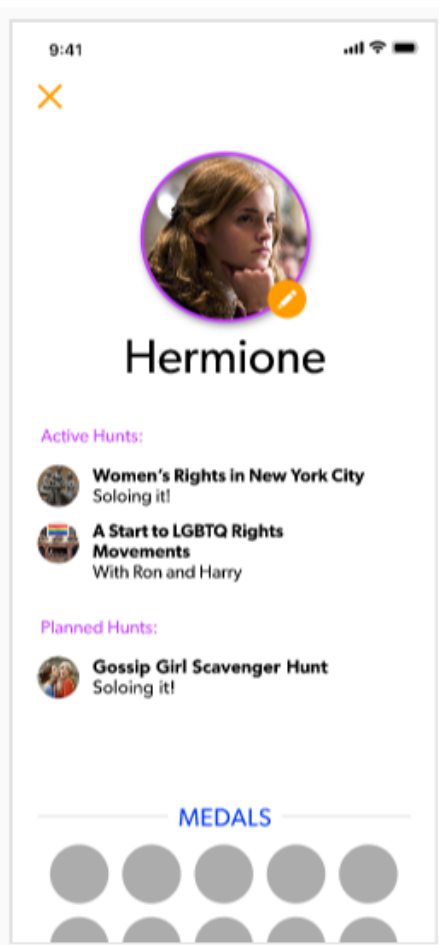 9:41
Hermione
Active Hunts:
Women's Rights in New York City
Soloing it!
A Start to LGBTQ Rights
Movements
With Ron and Harry
Planned Hunts:
Gossip Girl Scavenger Hunt
Soloing it!
MEDALS